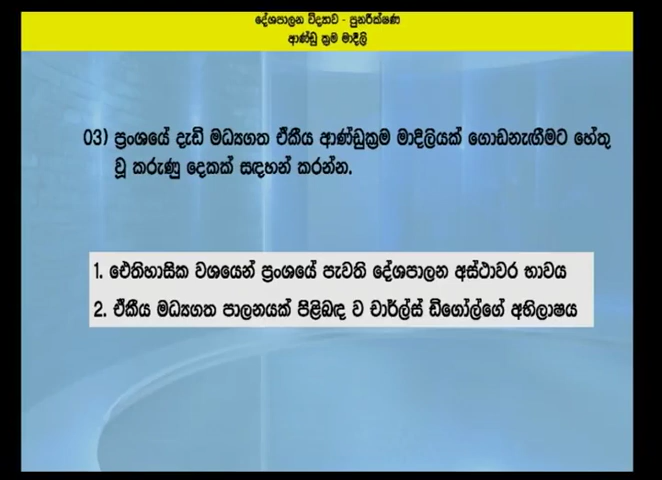 දේශපාලන විද්‍යාව - පුනරීක්ෂණ
ආණ්ඩු ක්‍රම මාදිලි
03) ප්‍රංශයේ දැඩි මධ්‍යගත ඒකීය ආණ්ඩුක්‍රම මාදිලියක් ගොඩනැඟීමට හේතු
වූ කරුණු දෙකක් සඳහන් කරන්න.
1. ඓතිහාසික වශයෙන් ප්‍රංශයේ පැවති දේශපාලන අස්ථාවර භාවය
2. ඒකීය මධ්‍යගත පාලනයක් පිළිබඳ ව චාර්ල්ස් ඩිගෝල්ගේ අභිලාෂය